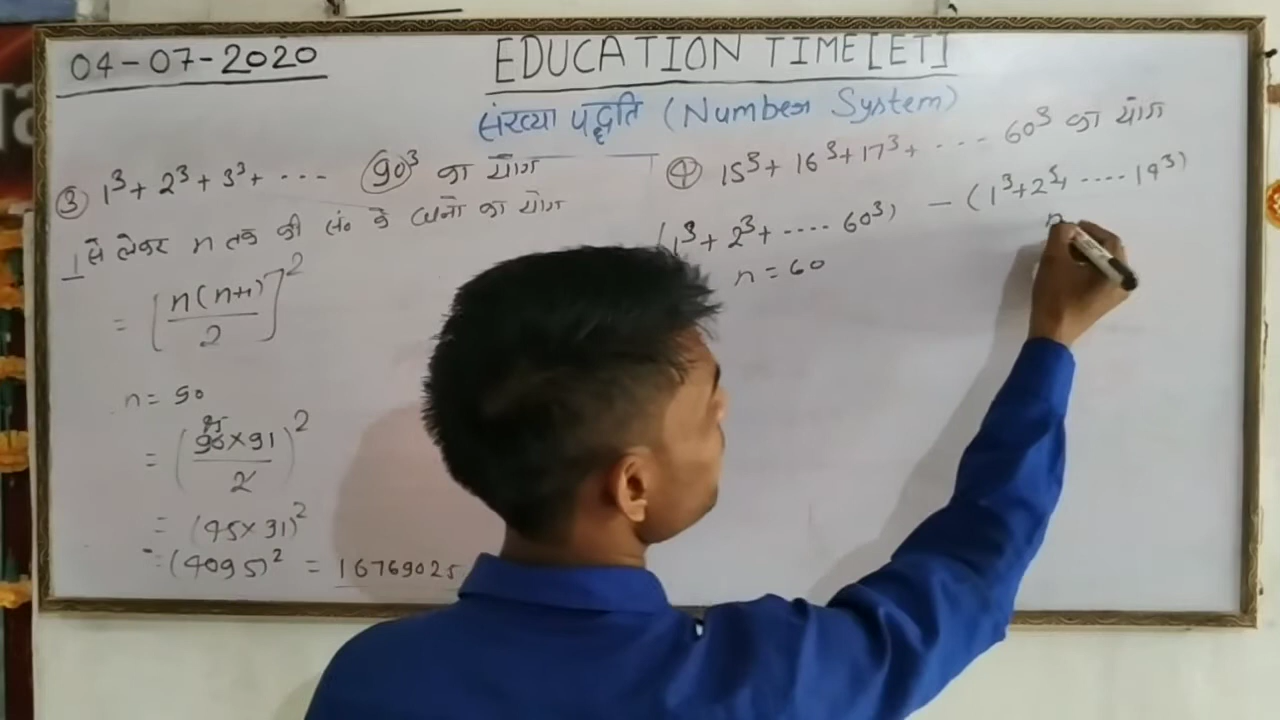 04-07-2020
EDUCATION TIME[ET]
संख्या पद्धति (Number System)
③ 1³ + 2³ + 3³ + --- 90³ का योग
1 से लेकर n तक की सं० के घनो का योग
= [n(n+1)/2]²
n = 90
= (90×91/2)²
45
= (45×91)²
= (4095)² = 16769025
④ 15³ + 16³ + 17³ + --- 60³ का योग
(1³ + 2³ + ---- 60³) - (1³+2³+ ---- 14³)
n = 60
n